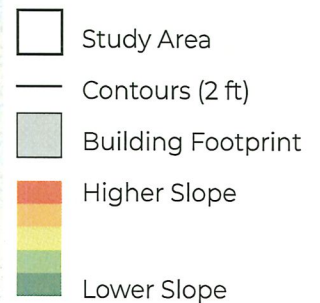 Study Area
Contours (2 ft)
Building Footprint
Higher Slope
Lower Slope